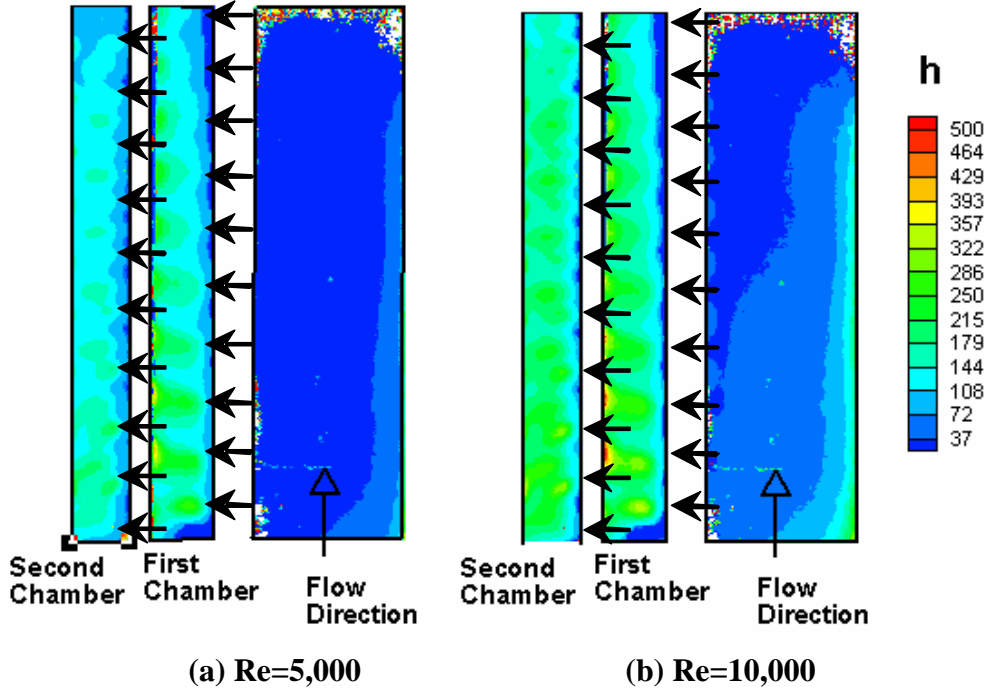 h
500
464
429
393
357
322
286
250
215
179
144
108
72
37
Second
Chamber
First
Chamber
Flow
Direction
Second
Chamber
First
Chamber
Flow
Direction
(a) Re=5,000
(b) Re=10,000